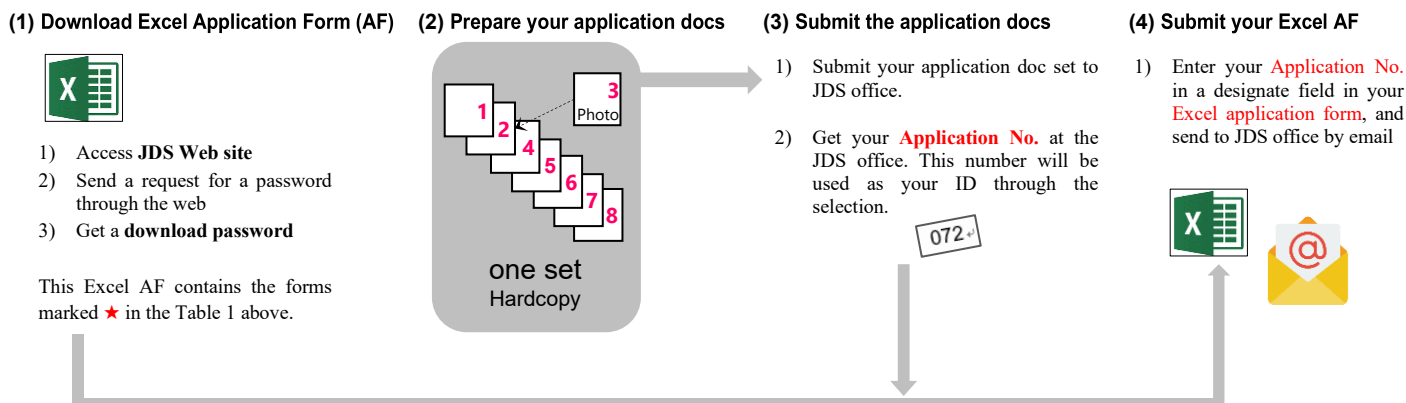 (1) Download Excel Application Form (AF)
X
1) Access JDS Web site
2) Send a request for a password
through the web
3) Get a download password
This Excel AF contains the forms
marked ★ in the Table 1 above.
(2) Prepare your application docs
1
2
3
Photo
4
5
6
7
8
one set
Hardcopy
(3) Submit the application docs
1) Submit your application doc set to
JDS office.
2) Get your Application No. at the
JDS office. This number will be
used as your ID through the
selection.
072↵
(4) Submit your Excel AF
1) Enter your Application No.
in a designate field in your
Excel application form, and
send to JDS office by email
X
@